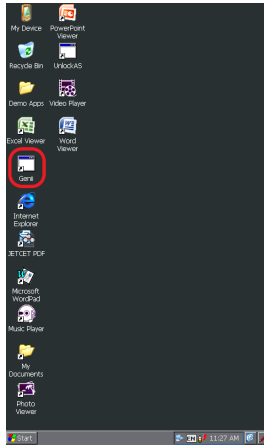 My Device
PowerPoint
Viewer
Recycle Bin
UnlockAS
Demo Apps
Video Player
Excel Viewer
Word
Viewer
Genii
Internet
Explorer
JETCET PDF
Microsoft
WordPad
Music Player
My
Documents
Photo
Viewer
Start
EN
11:27 AM